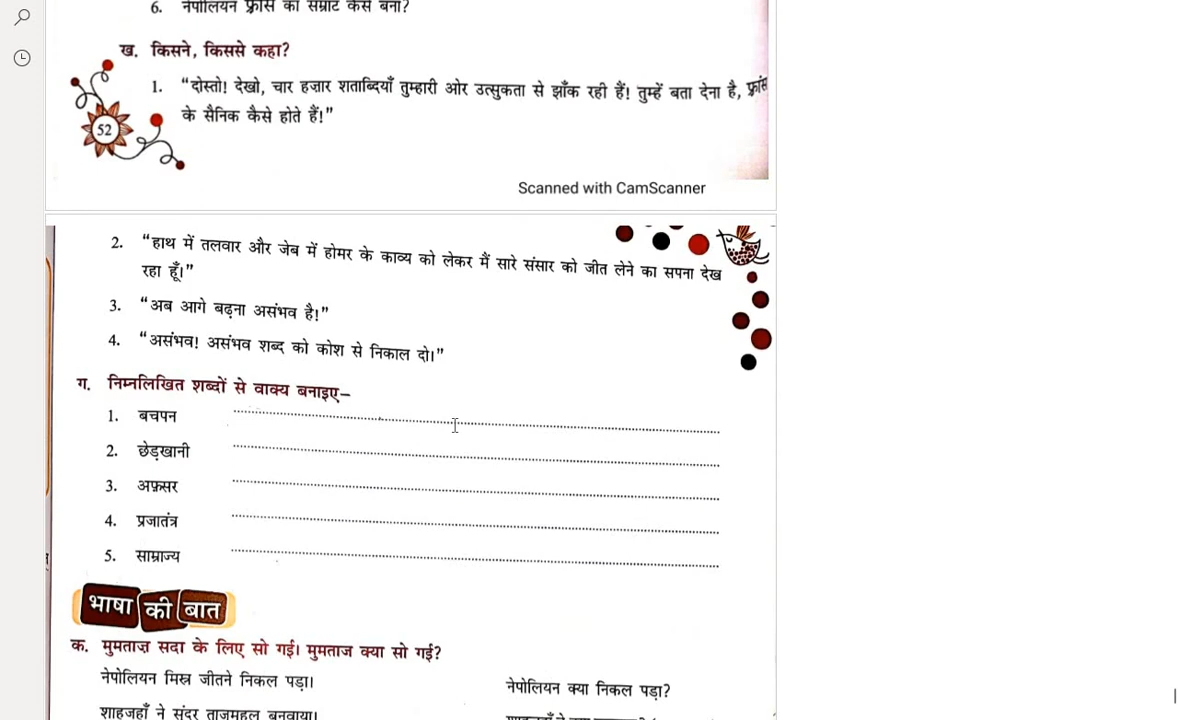 6. नेपोलियन फ़्रांस का सम्राट कैसे बना?
ख. किसने, किससे कहा?
1. “दोस्तो! देखो, चार हज़ार शताब्दियाँ तुम्हारी ओर उत्सुकता से झाँक रही हैं! तुम्हें बता देना है, फ़्रांस
के सैनिक कैसे होते हैं!”
52
Scanned with CamScanner
2. “हाथ में तलवार और जेब में होमर के काव्य को लेकर मैं सारे संसार को जीत लेने का सपना देख
रहा हूँ।”
3. “अब आगे बढ़ना असंभव है!”
4. “असंभव! असंभव शब्द को कोश से निकाल दो।”
ग. निम्नलिखित शब्दों से वाक्य बनाइए–
1. बचपन
2. छेड़खानी
3. अफ़सर
4. प्रजातंत्र
5. साम्राज्य
भाषा की बात
क. मुमताज़ सदा के लिए सो गई। मुमताज क्या सो गई?
नेपोलियन मिस्र जीतने निकल पड़ा। नेपोलियन क्या निकल पड़ा?
शाहजहाँ ने सुंदर ताजमहल बनवाया।